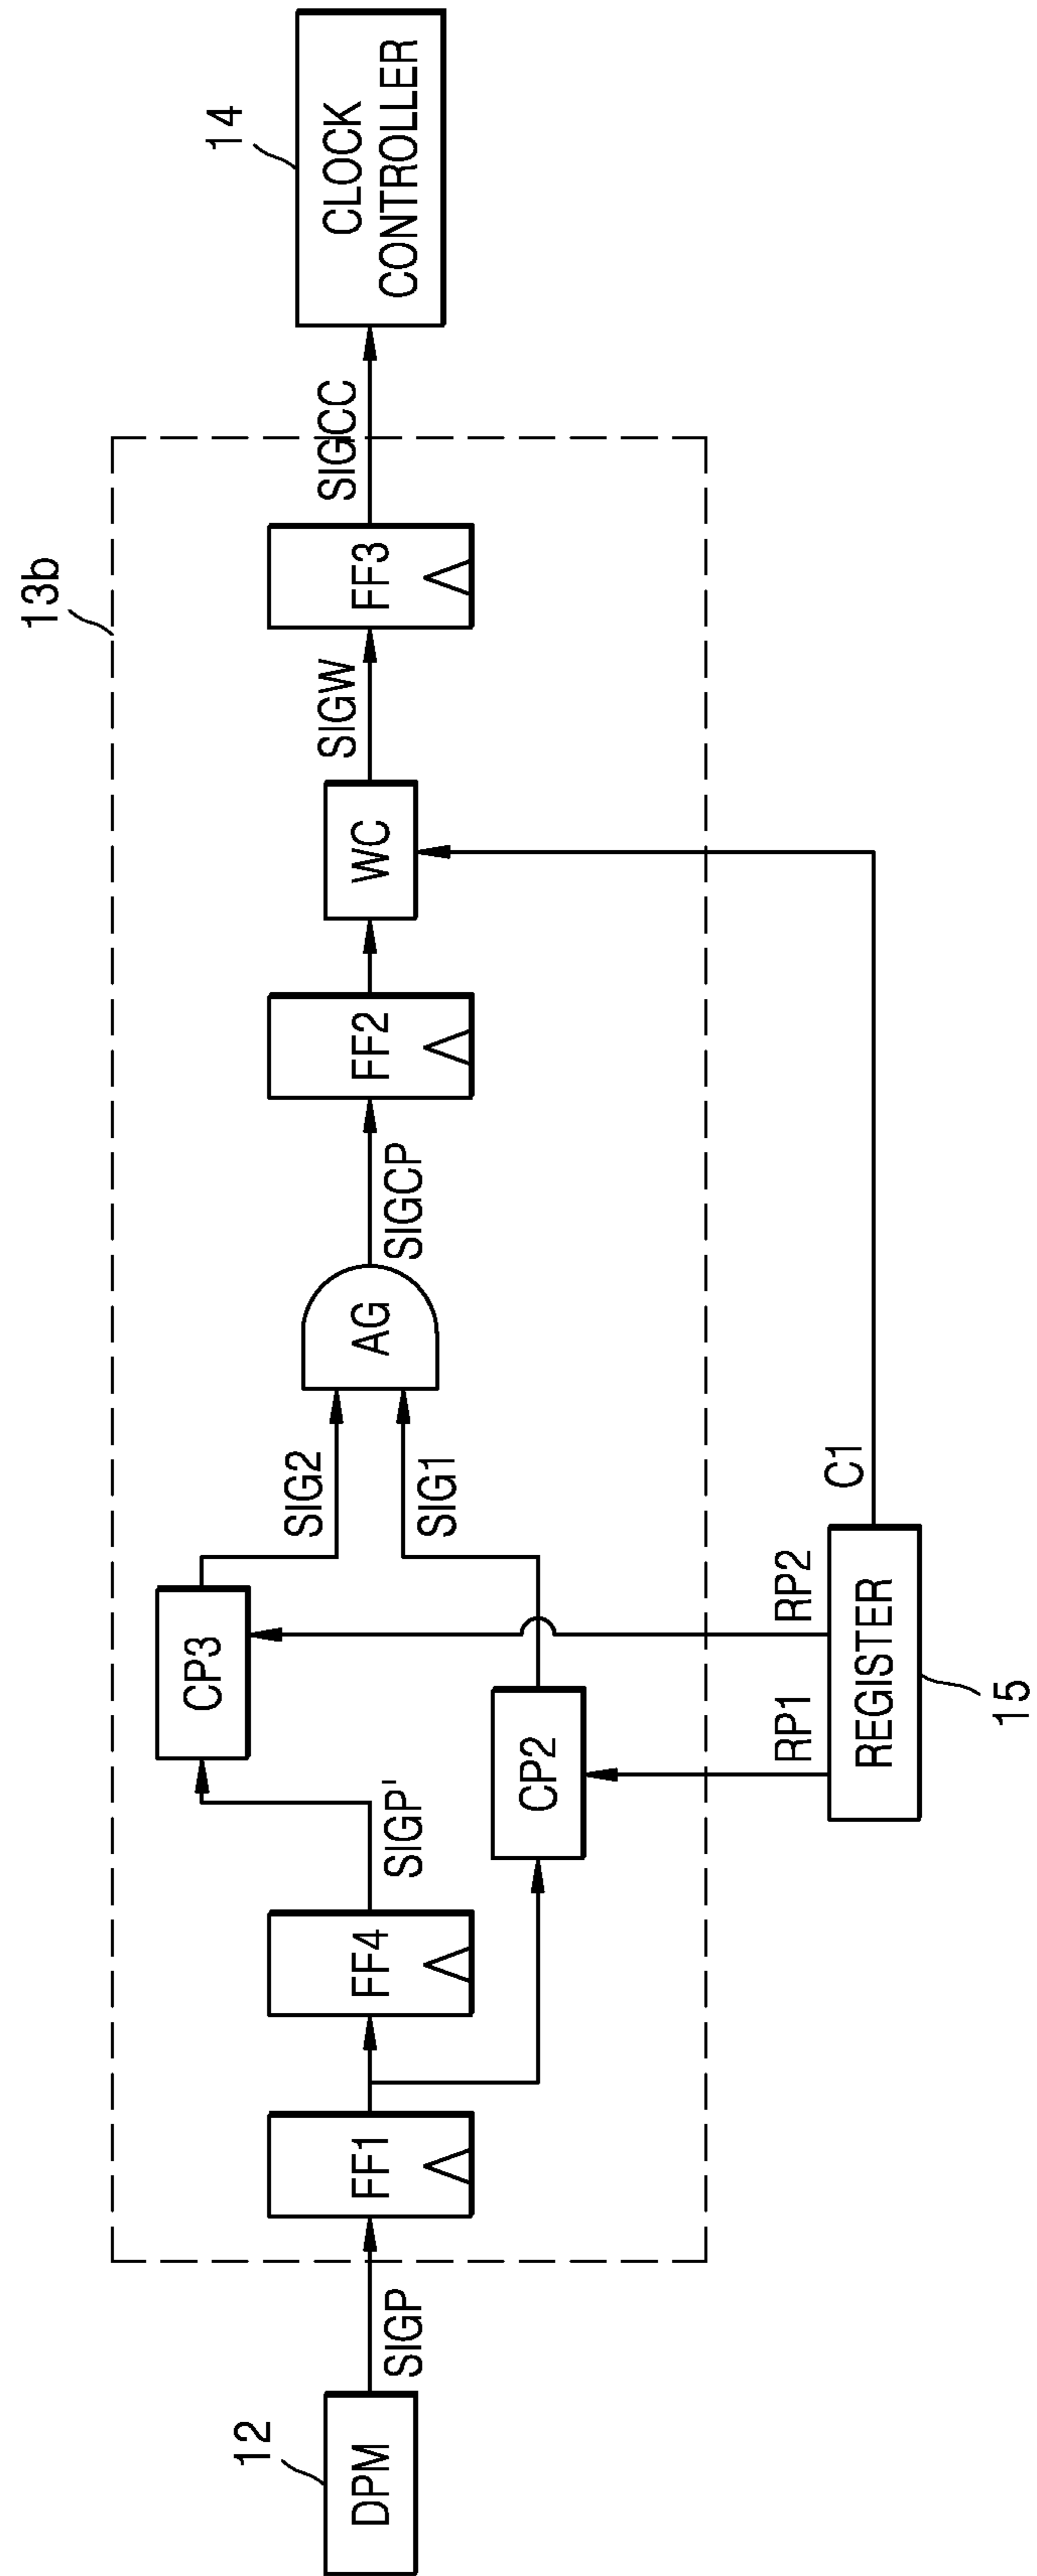 13b
12
DPM
SIGP
FF1
FF4
SIGP'
CP3
CP2
SIG2
SIG1
AG
SIGCP
FF2
WC
SIGW
FF3
SIGCC
14
CLOCK
CONTROLLER
RP1
RP2
C1
REGISTER
15